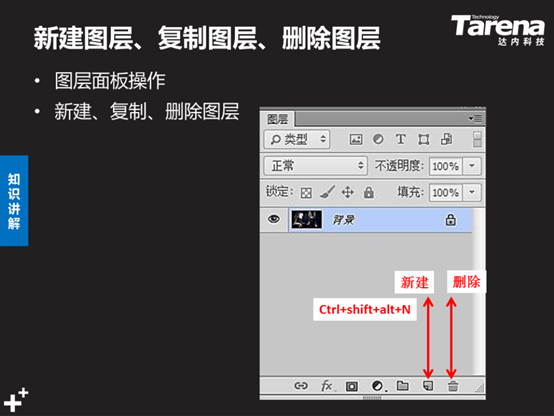 新建图层、复制图层、删除图层
Technology
Tarena
达内科技
• 图层面板操作
• 新建、复制、删除图层
知识讲解
图层
类型
正常
不透明度: 100%
锁定:
填充: 100%
背景
新建
删除
Ctrl+shift+alt+N
fx